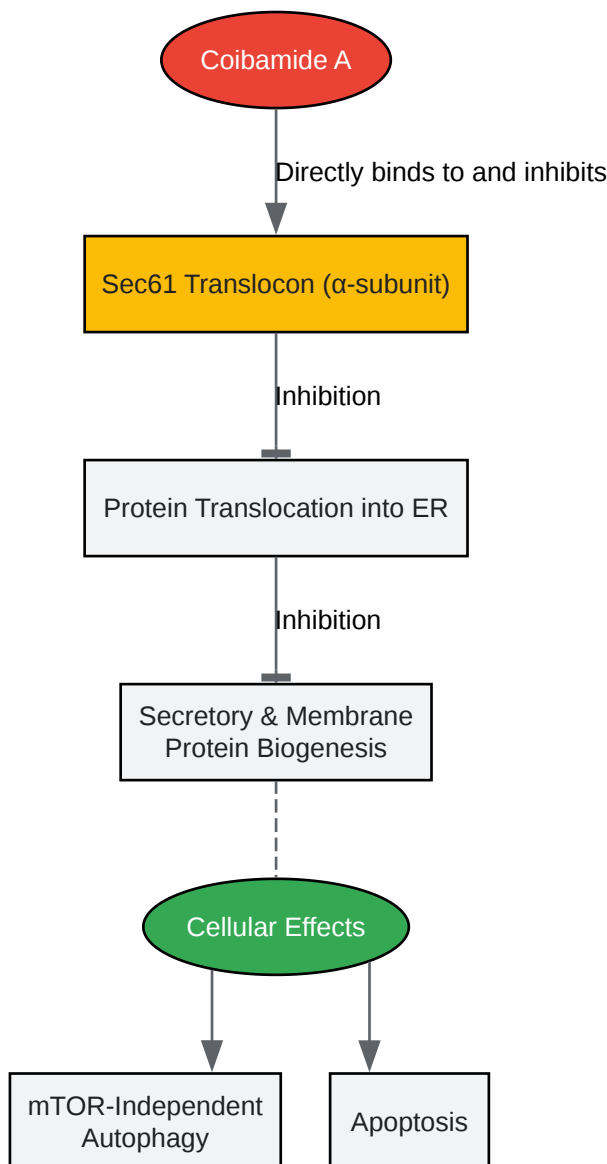 Coibamide A
Directly binds to and inhibits
Sec61 Translocon (α-subunit)
Inhibition
Protein Translocation into ER
Inhibition
Secretory & Membrane
Protein Biogenesis
Cellular Effects
mTOR-Independent
Autophagy
Apoptosis